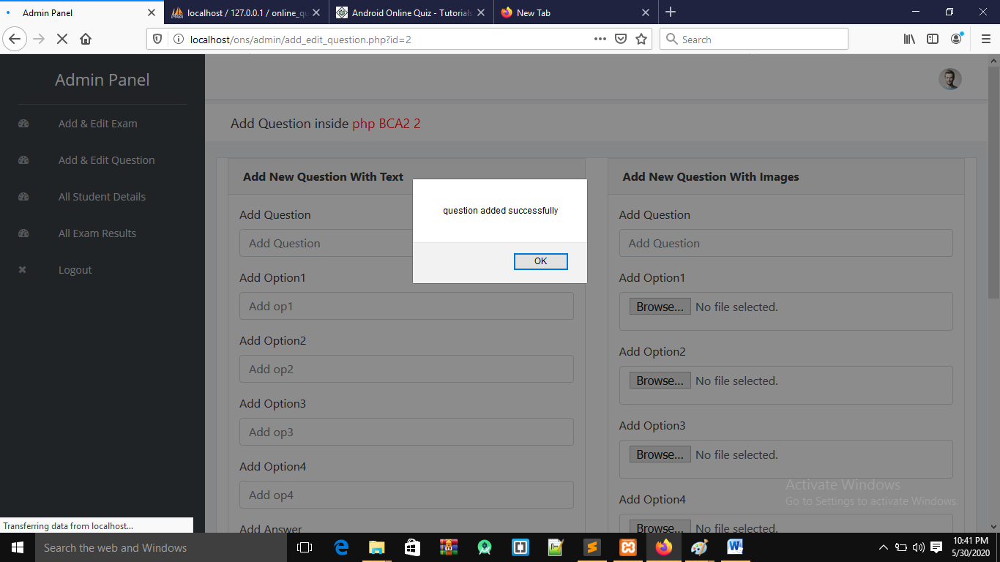 Admin Panel
localhost / 127.0.0.1 / online_qu
Android Online Quiz - Tutorials
New Tab
localhost/ons/admin/add_edit_question.php?id=2
Search
Admin Panel
Add & Edit Exam
Add & Edit Question
All Student Details
All Exam Results
Logout
Add Question inside php BCA2 2
Add New Question With Text
Add Question
Add Question
Add Option1
Add op1
Add Option2
Add op2
Add Option3
Add op3
Add Option4
Add op4
Add Answer
Add New Question With Images
Add Question
Add Question
Add Option1
Browse... No file selected.
Add Option2
Browse... No file selected.
Add Option3
Browse... No file selected.
Add Option4
Browse... No file selected.
question added successfully
OK
Activate Windows
Go to Settings to activate Windows.
Transferring data from localhost...
Search the web and Windows
10:41 PM
5/30/2020